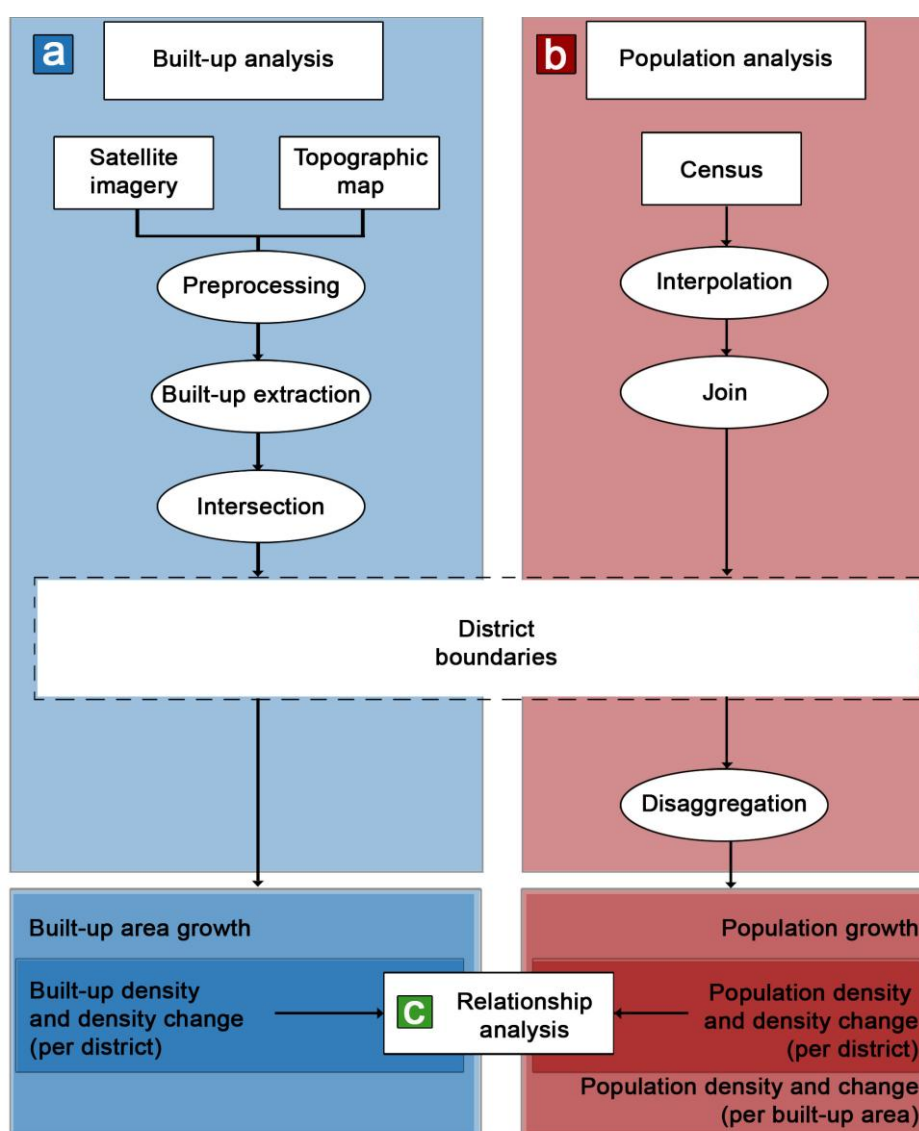 a
Built-up analysis
Satellite
imagery
Topographic
map
Preprocessing
Built-up extraction
Intersection
b
Population analysis
Census
Interpolation
Join
District
boundaries
Disaggregation
Built-up area growth
Built-up density
and density change
(per district)
C
Relationship
analysis
Population growth
Population density
and density change
(per district)
Population density and change
(per built-up area)